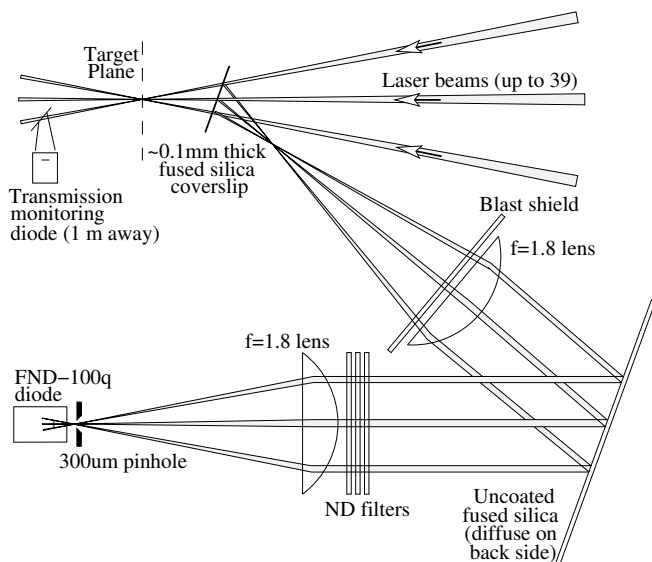 Target
Plane
Laser beams (up to 39)
~0.1mm thick
fused silica
coverslip
Transmission
monitoring
diode (1 m away)
Blast shield
f=1.8 lens
f=1.8 lens
FND−100q
diode
300um pinhole
ND filters
Uncoated
fused silica
(diffuse on
back side)